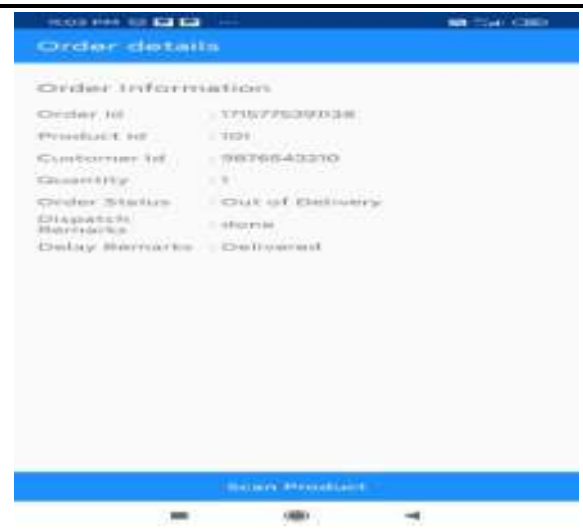 Order details
Order Information
Order Id
Product Id : 101
Customer Id : 9876543210
Quantity : 1
Order Status : Out of Delivery
Dispatch
Remarks : done
Delay Remarks : Delivered
Scan Product